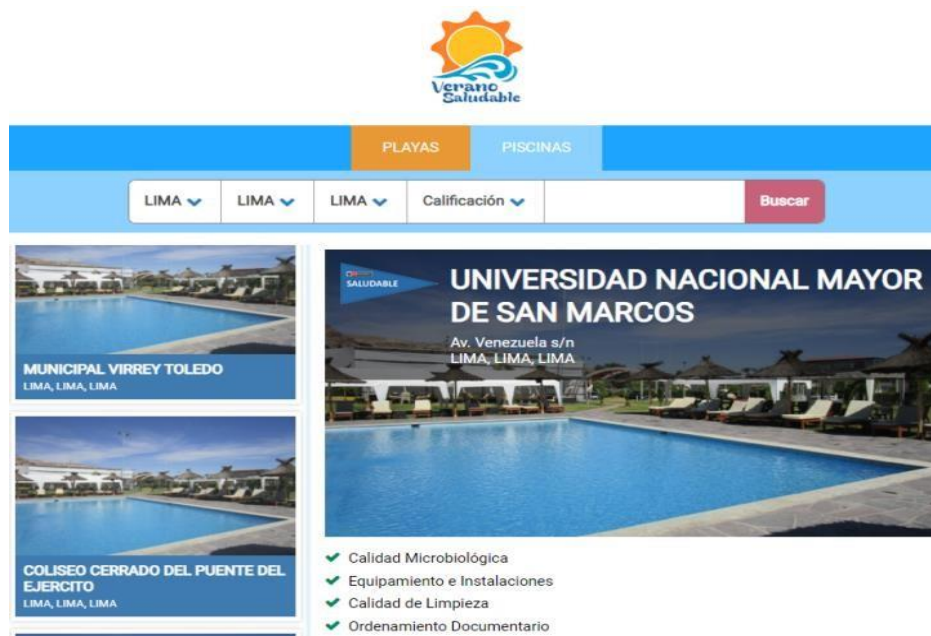 Verano
Saludable
PLAYAS
PISCINAS
LIMA
LIMA
LIMA
Calificación
Buscar
MUNICIPAL VIRREY TOLEDO
LIMA, LIMA, LIMA
COLISEO CERRADO DEL PUENTE DEL
EJERCITO
LIMA, LIMA, LIMA
SALUDABLE
UNIVERSIDAD NACIONAL MAYOR
DE SAN MARCOS
Av. Venezuela s/n
LIMA, LIMA, LIMA
Calidad Microbiológica
Equipamiento e Instalaciones
Calidad de Limpieza
Ordenamiento Documentario